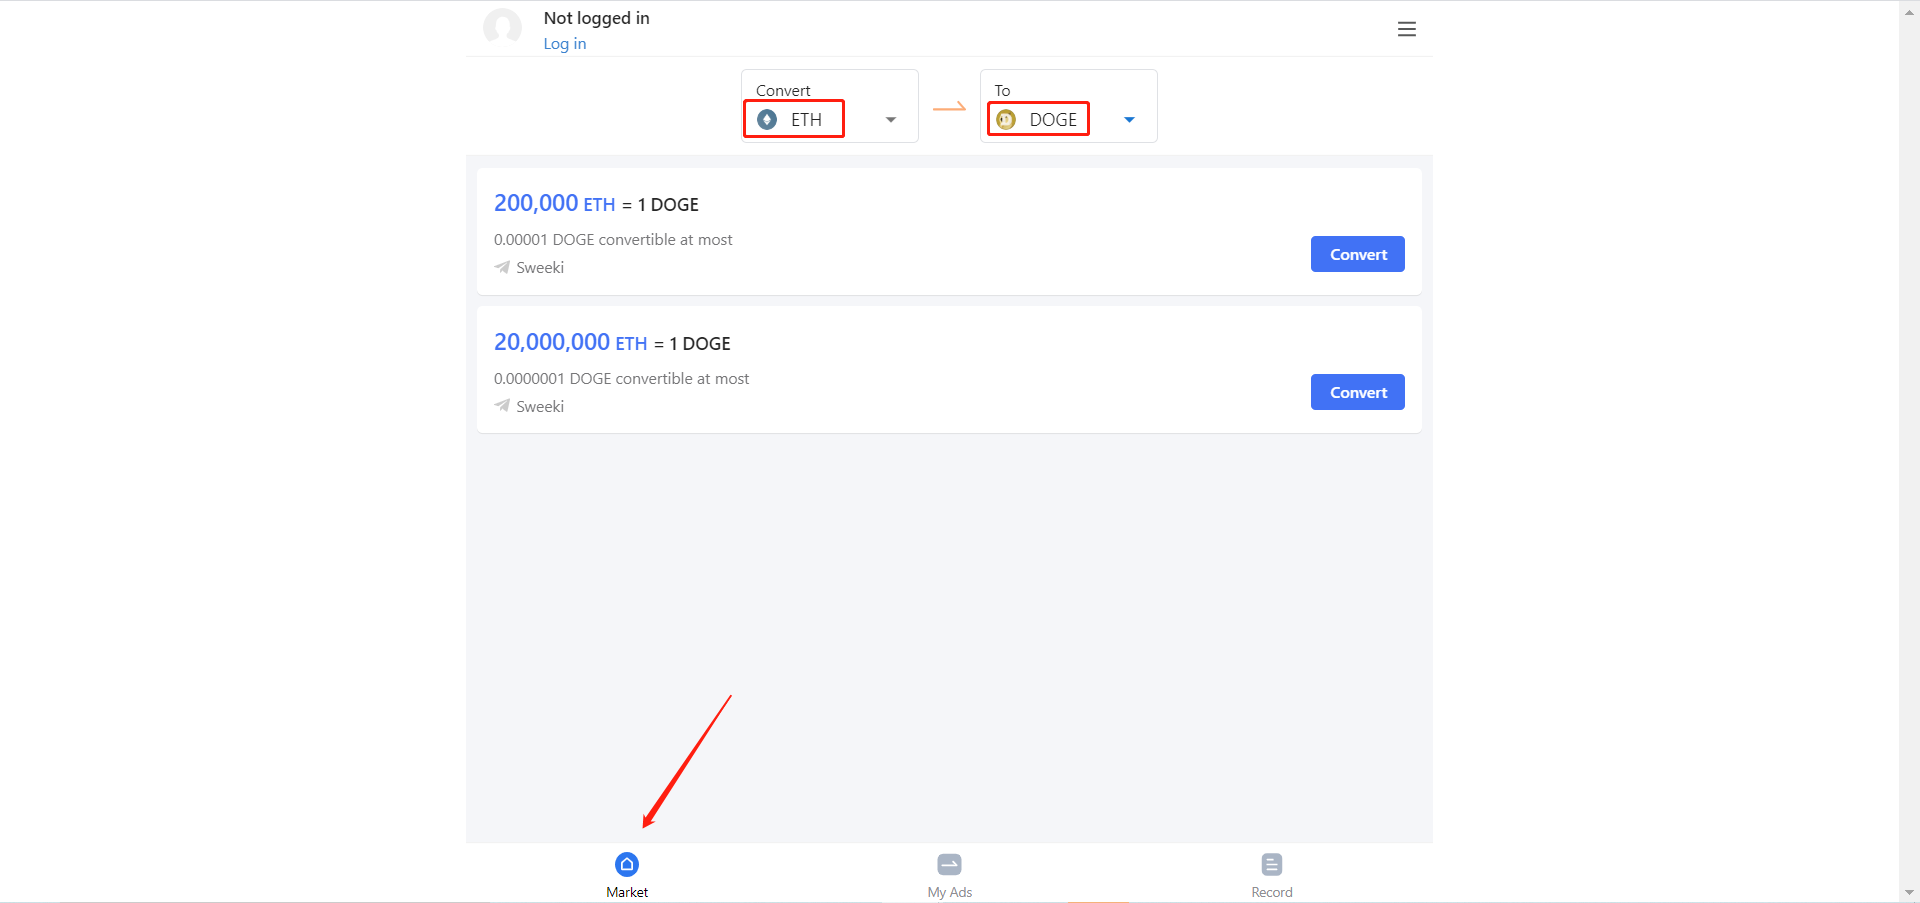 Not logged in
Log in
Convert
ETH
To
DOGE
200,000 ETH = 1 DOGE
0.00001 DOGE convertible at most
Sweeki
Convert
20,000,000 ETH = 1 DOGE
0.0000001 DOGE convertible at most
Sweeki
Convert
Market
My Ads
Record